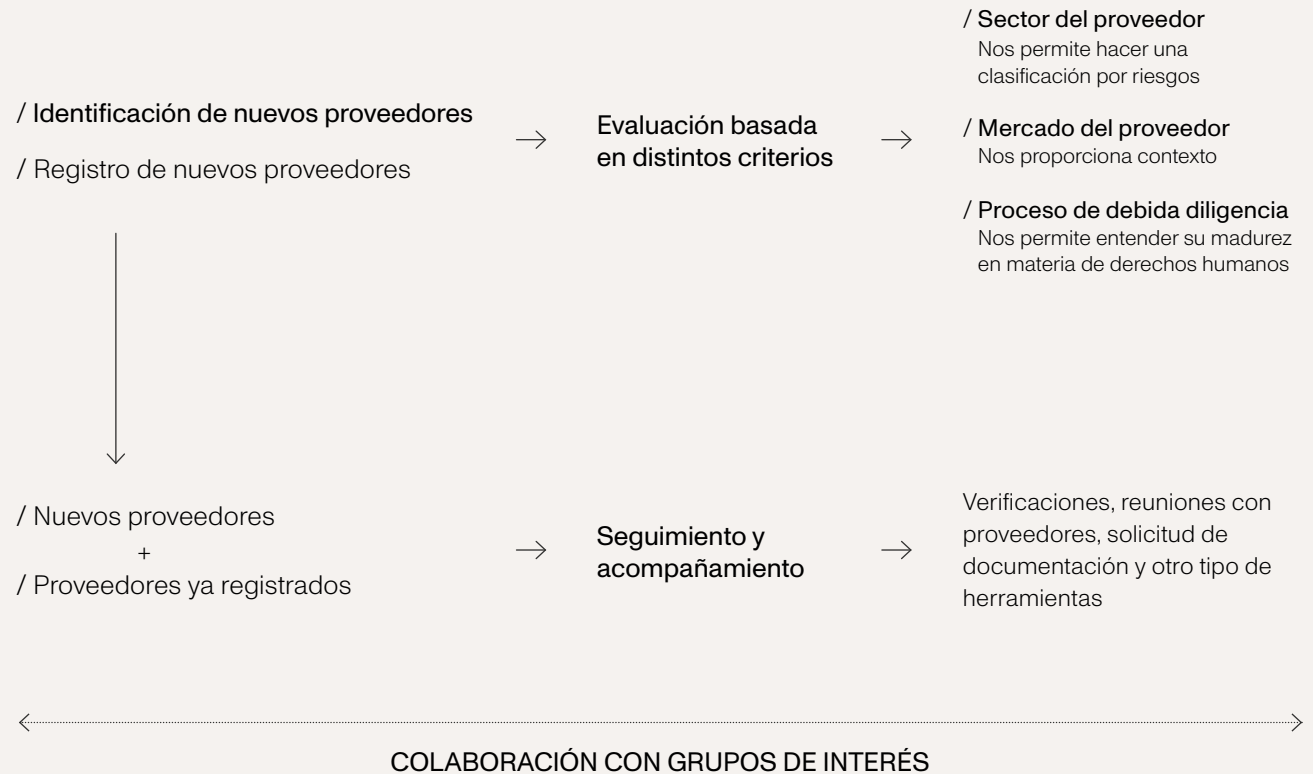 / Identificación de nuevos proveedores
/ Registro de nuevos proveedores
Evaluación basada
en distintos criterios
/ Sector del proveedor
Nos permite hacer una
clasificación por riesgos
/ Mercado del proveedor
Nos proporciona contexto
/ Proceso de debida diligencia
Nos permite entender su madurez
en materia de derechos humanos
/ Nuevos proveedores
+
/ Proveedores ya registrados
Seguimiento y
acompañamiento
Verificaciones, reuniones con
proveedores, solicitud de
documentación y otro tipo de
herramientas
COLABORACIÓN CON GRUPOS DE INTERÉS